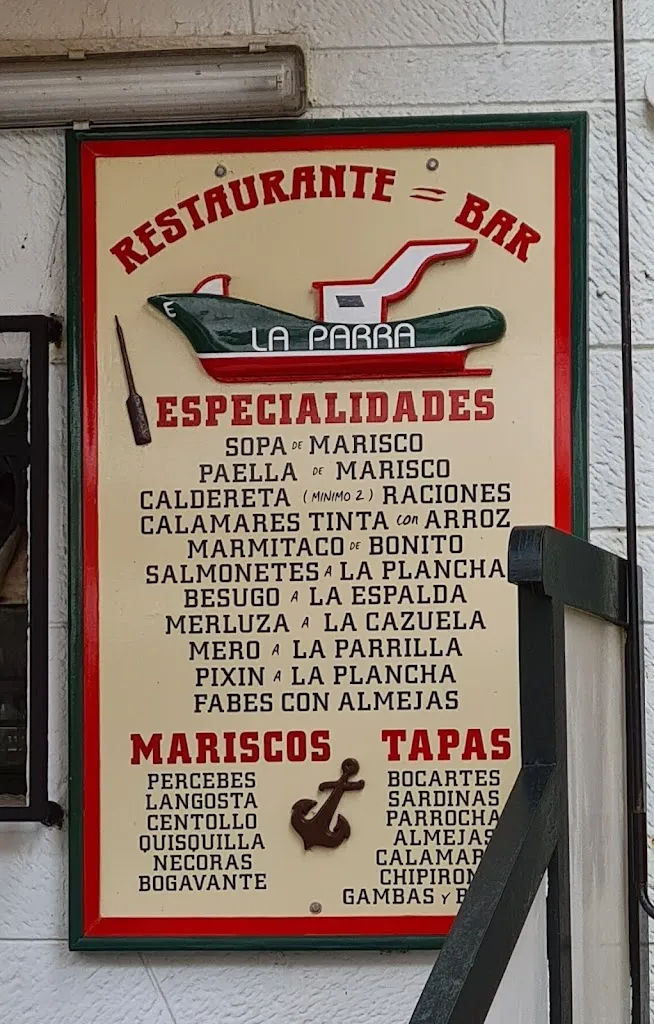 RESTAURANTE = BAR
E
LA PARRA
ESPECIALIDADES
SOPA DE MARISCO
PAELLA DE MARISCO
CALDERETA (MINIMO 2) RACIONES
CALAMARES TINTA con ARROZ
MARMITACO DE BONITO
SALMONETES A LA PLANCHA
BESUGO A LA ESPALDA
MERLUZA A LA CAZUELA
MERO A LA PARRILLA
PIXIN A LA PLANCHA
FABES CON ALMEJAS
MARISCOS
PERCEBES
LANGOSTA
CENTOLLO
QUISQUILLA
NECORAS
BOGAVANTE
TAPAS
BOCARTES
SARDINAS
PARROCHA
ALMEJAS
GAMBAS Y